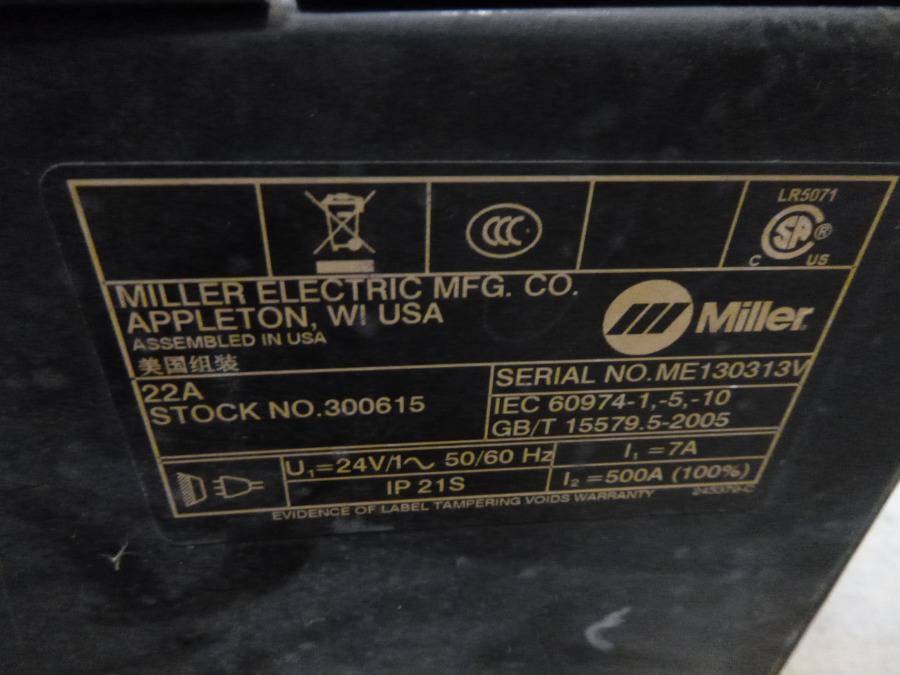 LR5071
CCC
SP®
C US
MILLER ELECTRIC MFG. CO.
APPLETON, WI USA
ASSEMBLED IN USA
美国组装
Miller
22A
STOCK NO.300615
SERIAL NO.ME130313V
IEC 60974-1,-5,-10
GB/T 15579.5-2005
U₁=24V/1~ 50/60 Hz
I₁=7A
IP 21S
I₂=500A (100%)
EVIDENCE OF LABEL TAMPERING VOIDS WARRANTY